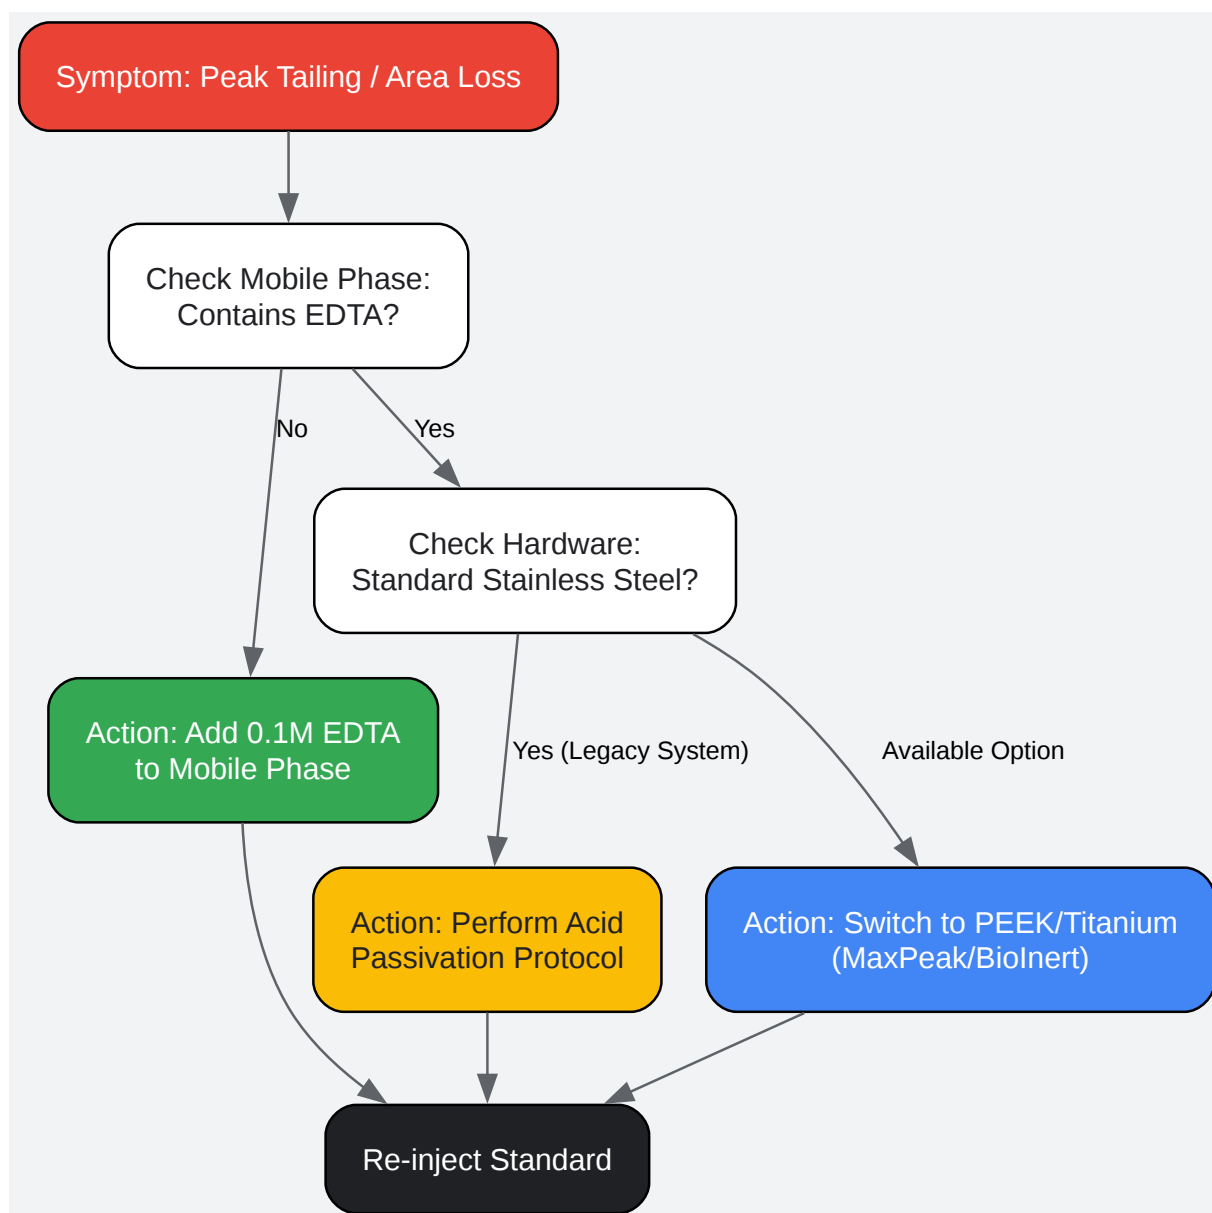 Symptom: Peak Tailing / Area Loss
Check Mobile Phase:
Contains EDTA?
No
Yes
Check Hardware:
Standard Stainless Steel?
Action: Add 0.1M EDTA
to Mobile Phase
Yes (Legacy System)
Available Option
Action: Perform Acid
Passivation Protocol
Action: Switch to PEEK/Titanium
(MaxPeak/BioInert)
Re-inject Standard